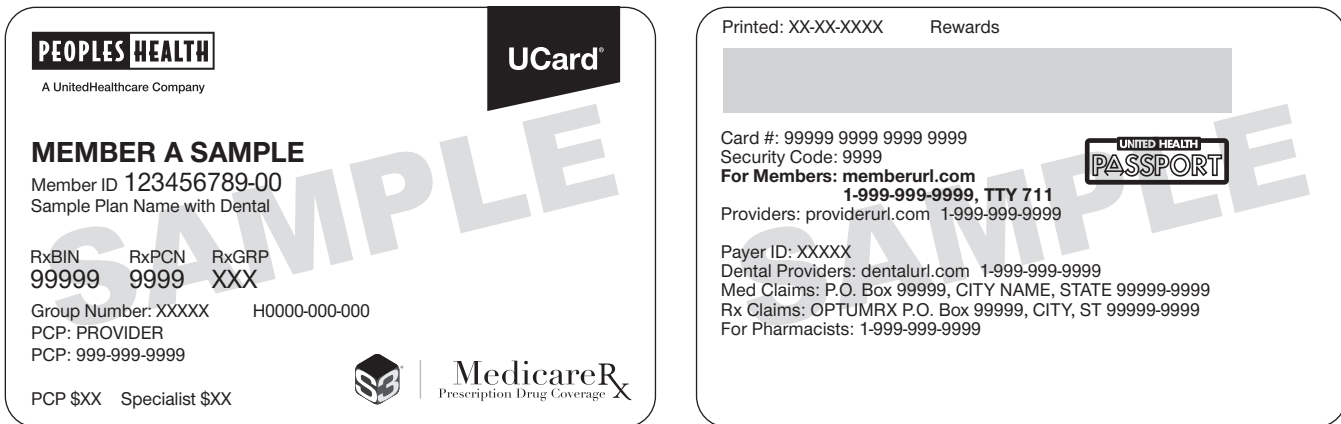 PEOPLES HEALTH
A UnitedHealthcare Company
UCard®
SAMPLE
MEMBER A SAMPLE
Member ID 123456789-00
Sample Plan Name with Dental
RxBIN RxPCN RxGRP
99999 9999 XXX
Group Number: XXXXX H0000-000-000
PCP: PROVIDER
PCP: 999-999-9999
PCP $XX Specialist $XX
S3
MedicareRx
Prescription Drug Coverage
Printed: XX-XX-XXXX Rewards
SAMPLE
Card #: 99999 9999 9999 9999
Security Code: 9999
For Members: memberurl.com
1-999-999-9999, TTY 711
Providers: providerurl.com 1-999-999-9999
UNITED HEALTH
PASSPORT
Payer ID: XXXXX
Dental Providers: dentalurl.com 1-999-999-9999
Med Claims: P.O. Box 99999, CITY NAME, STATE 99999-9999
Rx Claims: OPTUMRX P.O. Box 99999, CITY, ST 99999-9999
For Pharmacists: 1-999-999-9999